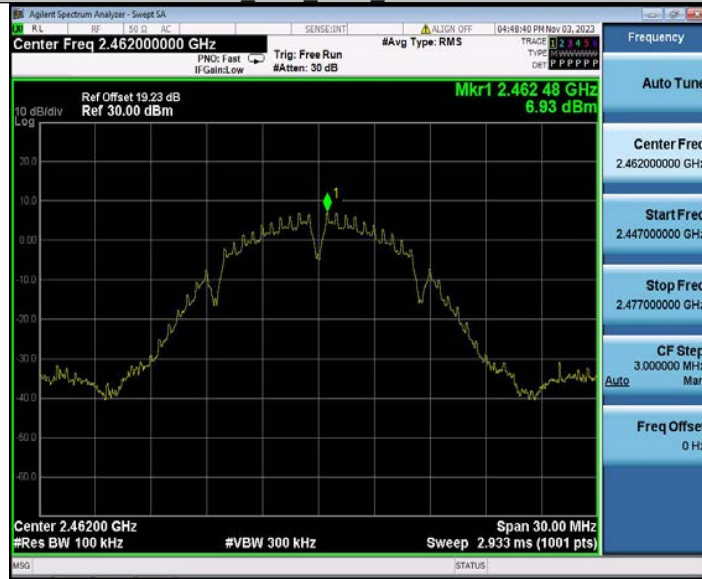 Agilent Spectrum Analyzer - Swept SA
RL RF 50 Ω AC SENSE:INT ALIGN OFF 04:48:40 PM Nov 03, 2023
Center Freq 2.462000000 GHz
PNO: Fast
IFGain:Low
Trig: Free Run
#Atten: 30 dB
#Avg Type: RMS
TRACE 1 2 3 4 5 6
TYPE M W W W W W
DET P P P P P P
Ref Offset 19.23 dB
Ref 30.00 dBm
10 dB/div
Log
Mkr1 2.462 48 GHz
6.93 dBm
1
20.0
10.0
0.00
-10.0
-20.0
-30.0
-40.0
-50.0
-60.0
Center 2.46200 GHz
Span 30.00 MHz
#Res BW 100 kHz
#VBW 300 kHz
Sweep 2.933 ms (1001 pts)
MSG
STATUS
Frequency
Auto Tune
Center Freq
2.462000000 GHz
Start Freq
2.447000000 GHz
Stop Freq
2.477000000 GHz
CF Step
3.000000 MHz
Auto Man
Freq Offset
0 Hz